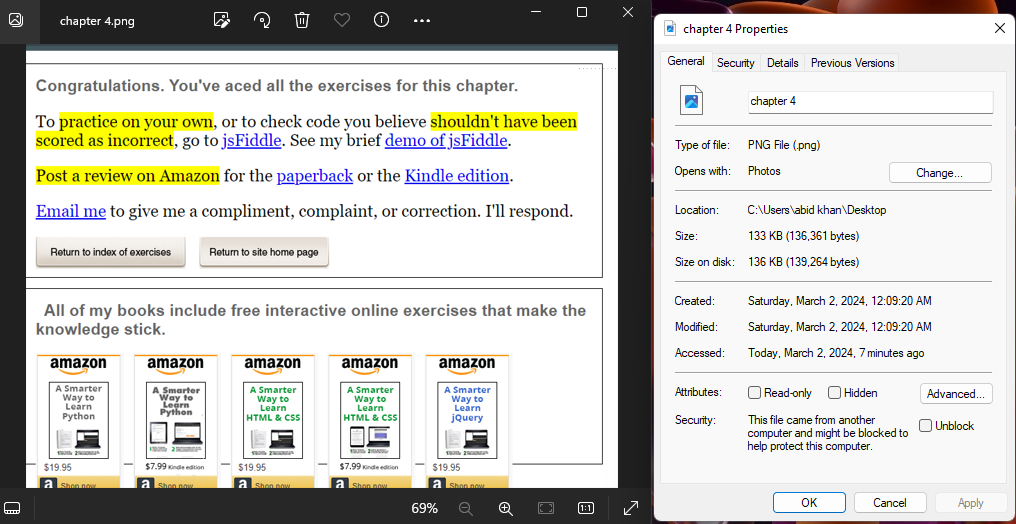 chapter 4.png
Congratulations. You've aced all the exercises for this chapter.
To practice on your own, or to check code you believe shouldn't have been
scored as incorrect, go to jsFiddle. See my brief demo of jsFiddle.
Post a review on Amazon for the paperback or the Kindle edition.
Email me to give me a compliment, complaint, or correction. I'll respond.
Return to index of exercises
Return to site home page
All of my books include free interactive online exercises that make the
knowledge stick.
amazon
A Smarter
Way to
Learn
Python
$19.95
a Shop now
amazon
A Smarter
Way to
Learn
Python
$7.99 Kindle edition
a Shop now
amazon
A Smarter
Way to
Learn
HTML & CSS
$19.95
a Shop now
amazon
A Smarter
Way to
Learn
HTML & CSS
$7.99 Kindle edition
a Shop now
amazon
A Smarter
Way to
Learn
jQuery
$19.95
a Shop now
69%
1:1
chapter 4 Properties
General Security Details Previous Versions
chapter 4
Type of file: PNG File (.png)
Opens with: Photos Change...
Location: C:\Users\abid khan\Desktop
Size: 133 KB (136,361 bytes)
Size on disk: 136 KB (139,264 bytes)
Created: Saturday, March 2, 2024, 12:09:20 AM
Modified: Saturday, March 2, 2024, 12:09:20 AM
Accessed: Today, March 2, 2024, 7 minutes ago
Attributes: Read-only Hidden Advanced...
Security: This file came from another
computer and might be blocked to
help protect this computer.
Unblock
OK Cancel Apply